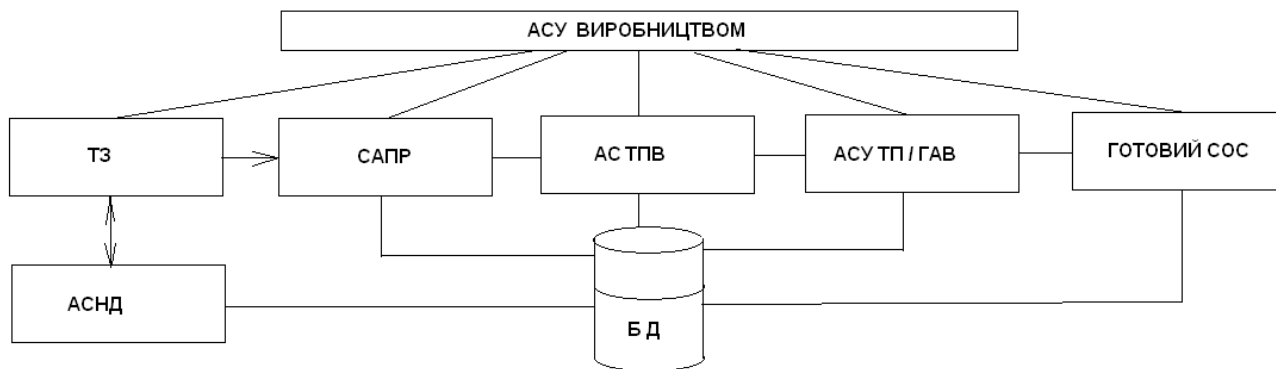 АСУ ВИРОБНИЦТВОМ
ТЗ
САПР
АС ТПВ
АСУ ТП / ГАВ
ГОТОВИЙ СОС
АСНД
Б Д